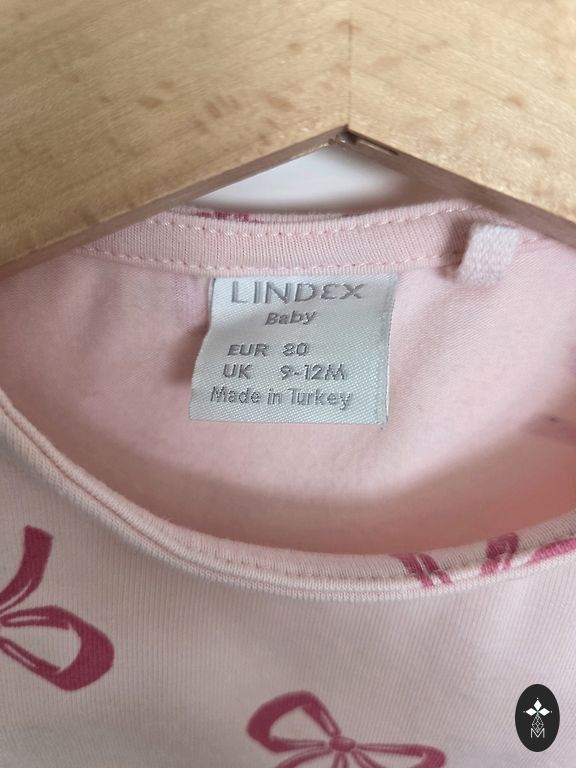 LINDEX
Baby
EUR 80
UK 9-12M
Made in Turkey